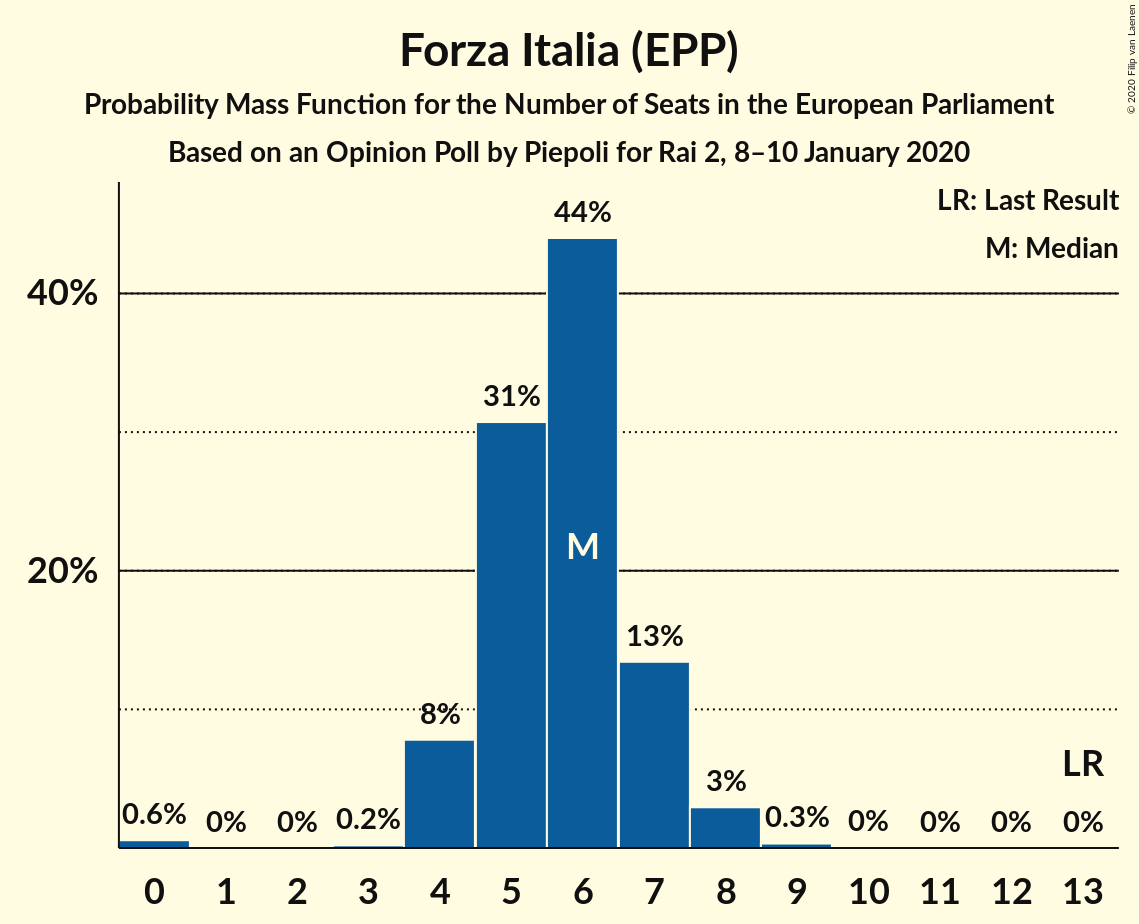 Forza Italia (EPP)
Probability Mass Function for the Number of Seats in the European Parliament
Based on an Opinion Poll by Piepoli for Rai 2, 8–10 January 2020
© 2020 Filip van Laenen
LR: Last Result
M: Median
40%
20%
0.6%
0%
0%
0.2%
8%
31%
44%
M
13%
3%
0.3%
0%
0%
0%
LR
0%
0 1 2 3 4 5 6 7 8 9 10 11 12 13